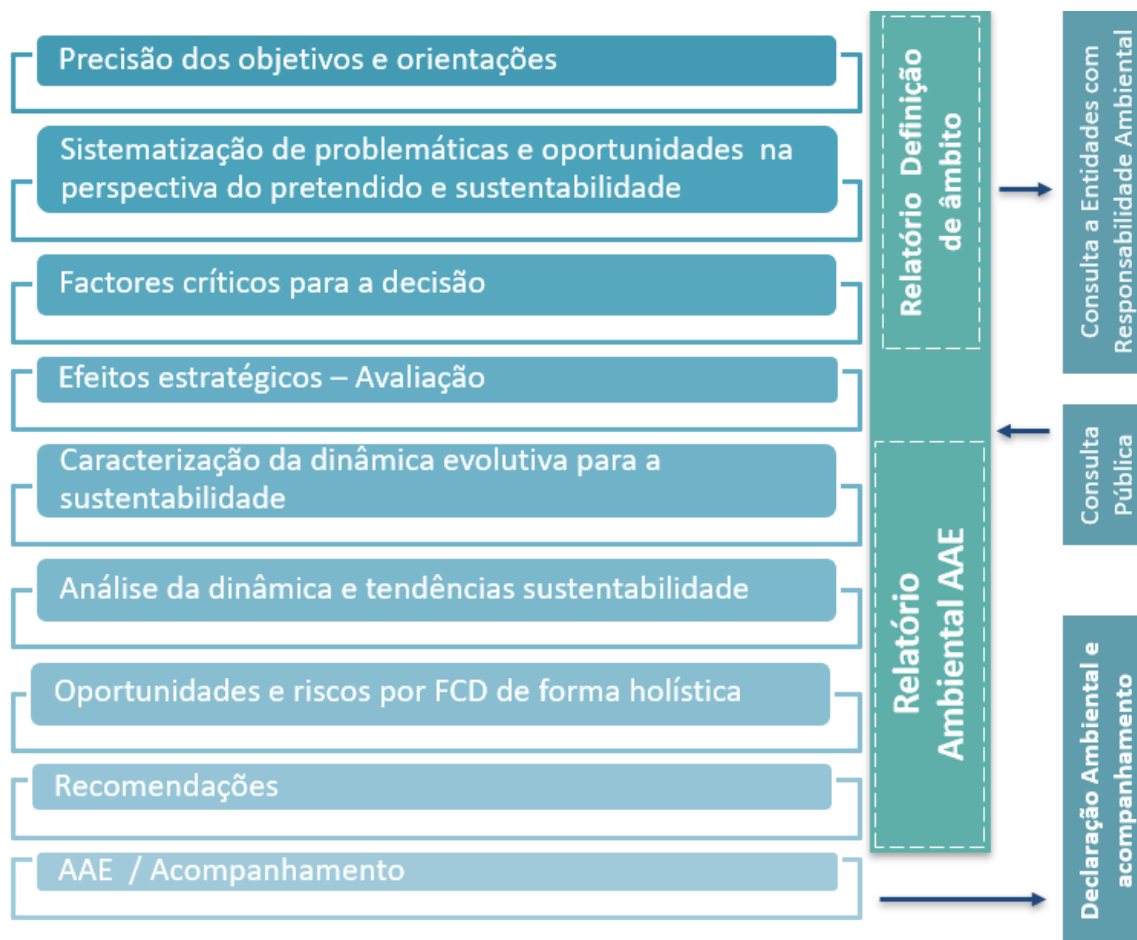 Precisão dos objetivos e orientações
Sistematização de problemáticas e oportunidades na
perspectiva do pretendido e sustentabilidade
Factores críticos para a decisão
Efeitos estratégicos – Avaliação
Caracterização da dinâmica evolutiva para a
sustentabilidade
Análise da dinâmica e tendências sustentabilidade
Oportunidades e riscos por FCD de forma holística
Recomendações
AAE / Acompanhamento
Relatório Definição
de âmbito
Relatório
Ambiental AAE
Consulta a Entidades com
Responsabilidade Ambiental
Consulta
Pública
Declaração Ambiental e
acompanhamento